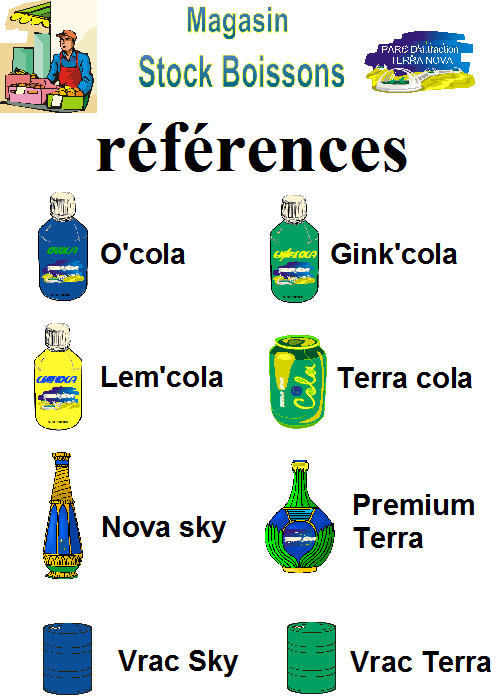 Magasin
Stock Boissons
PARC D'attraction
TERRA NOVA
références
O'cola
Gink'cola
Lem'cola
Cola
Terra cola
Nova sky
Premium
Terra
Vrac Sky
Vrac Terra